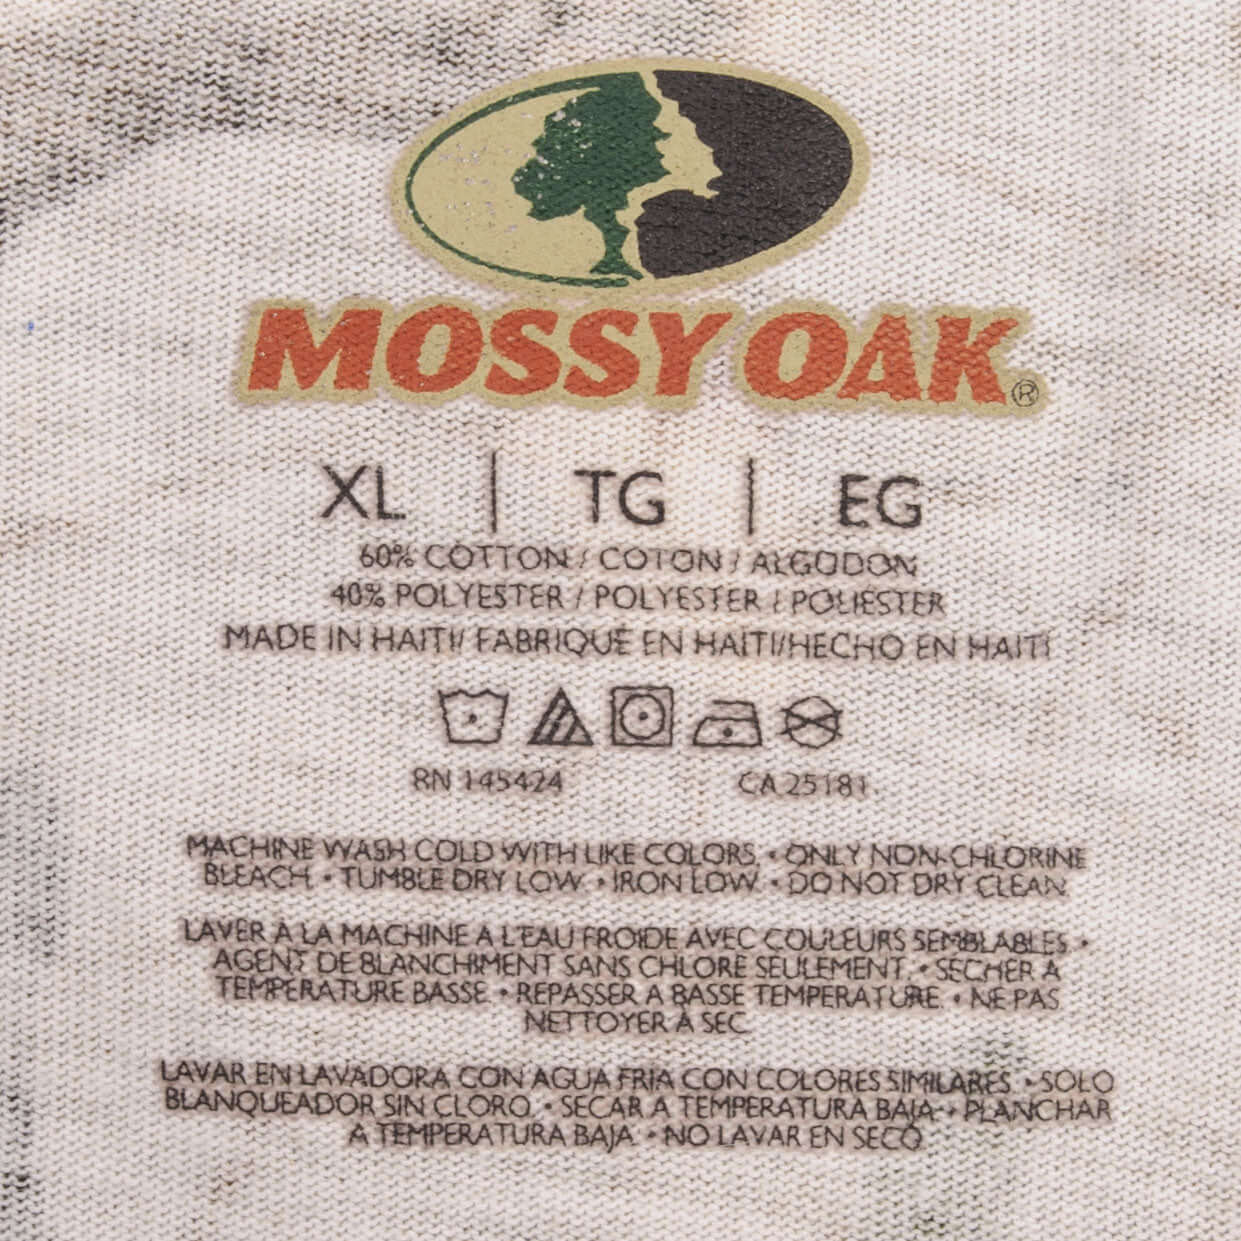 MOSSY OAK®
XL | TG | EG
60% COTTON / COTON / ALGODON
40% POLYESTER / POLYESTER / POLIESTER
MADE IN HAITI/ FABRIQUE EN HAITI/HECHO EN HAITI
RN 145424 CA 25181
MACHINE WASH COLD WITH LIKE COLORS. • ONLY NON-CHLORINE
BLEACH. • TUMBLE DRY LOW. • IRON LOW. • DO NOT DRY CLEAN.
LAVER À LA MACHINE A L'EAU FROIDE AVEC COULEURS SEMBLABLES. •
AGENT DE BLANCHIMENT SANS CHLORE SEULEMENT. • SECHER A
TEMPERATURE BASSE. • REPASSER A BASSE TEMPERATURE. • NE PAS
NETTOYER À SEC.
LAVAR EN LAVADORA CON AGUA FRIA CON COLORES SIMILARES. • SOLO
BLANQUEADOR SIN CLORO. • SECAR A TEMPERATURA BAJA. • PLANCHAR
A TEMPERATURA BAJA. • NO LAVAR EN SECO.